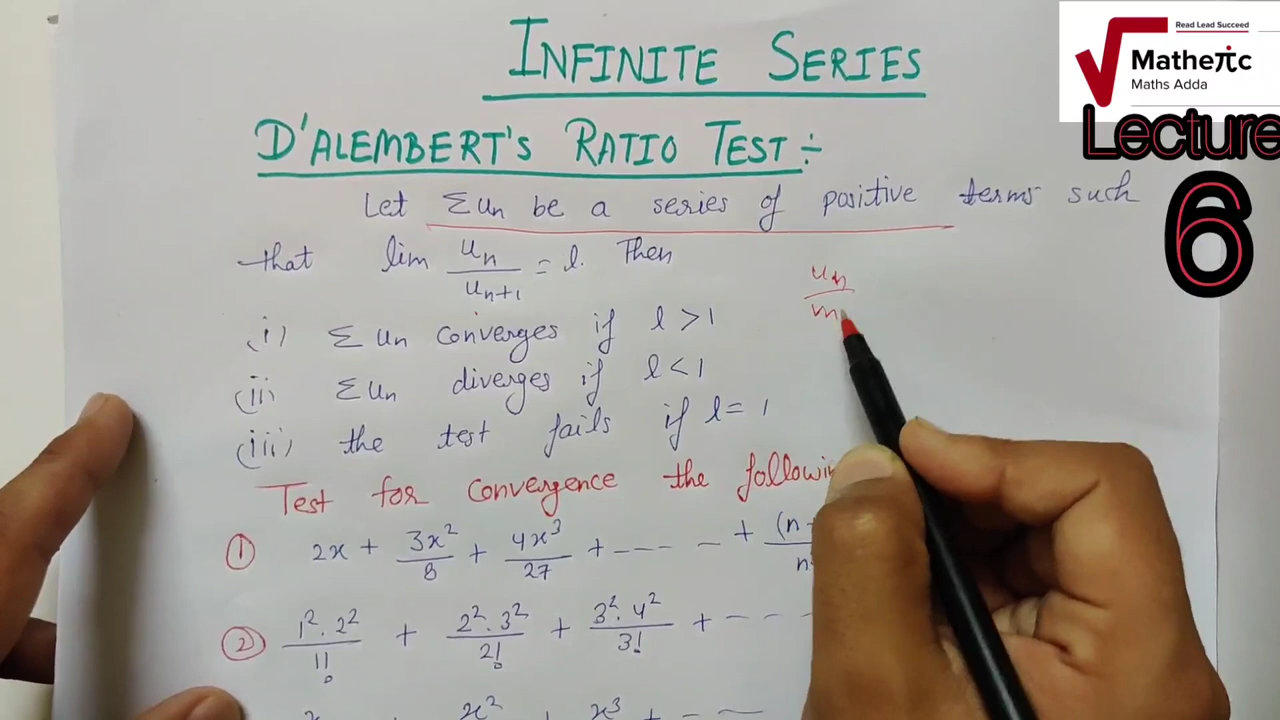 INFINITE SERIES
Read Lead Succeed
Matheπc
Maths Adda
Lecture
6
D'ALEMBERT'S RATIO TEST :-
Let Σun be a series of positive terms such
that lim un/un+1 = l. Then
un
(i) Σun converges if l > 1
(ii) Σun diverges if l < 1
(iii) the test fails if l = 1
Test for convergence the
① 2x + 3x²/8 + 4x³/27 + ---- - +
② 1².2²/1! + 2².3²/2! + 3².4²/3! + - - -
x² + x³ + - -